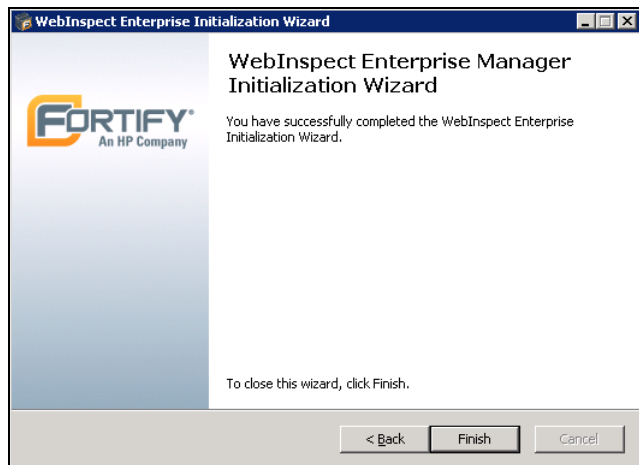 WebInspect Enterprise Initialization Wizard
WebInspect Enterprise Manager
Initialization Wizard
You have successfully completed the WebInspect Enterprise
Initialization Wizard.
FORTIFY®
An HP Company
To close this wizard, click Finish.
< Back
Finish
Cancel